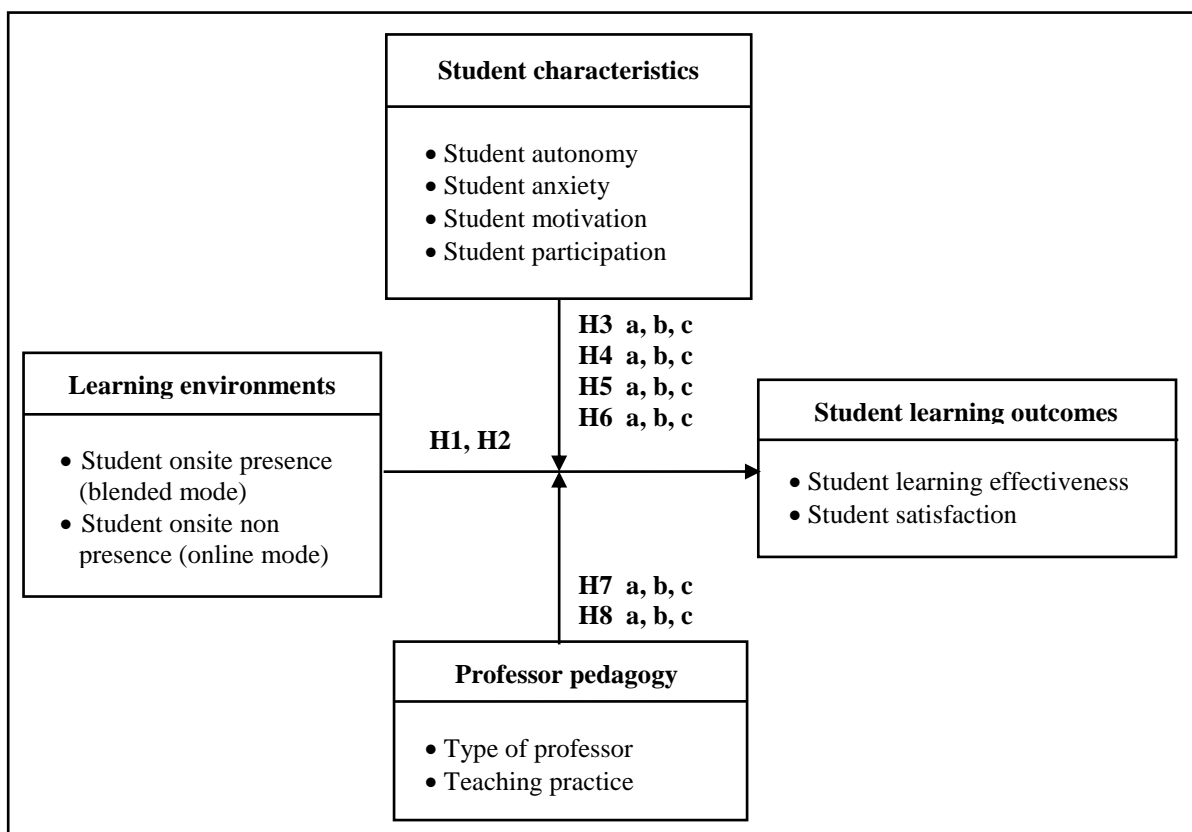 Student characteristics
• Student autonomy
• Student anxiety
• Student motivation
• Student participation
H3 a, b, c
H4 a, b, c
H5 a, b, c
H6 a, b, c
Learning environments
• Student onsite presence
(blended mode)
• Student onsite non
presence (online mode)
H1, H2
Student learning outcomes
• Student learning effectiveness
• Student satisfaction
H7 a, b, c
H8 a, b, c
Professor pedagogy
• Type of professor
• Teaching practice